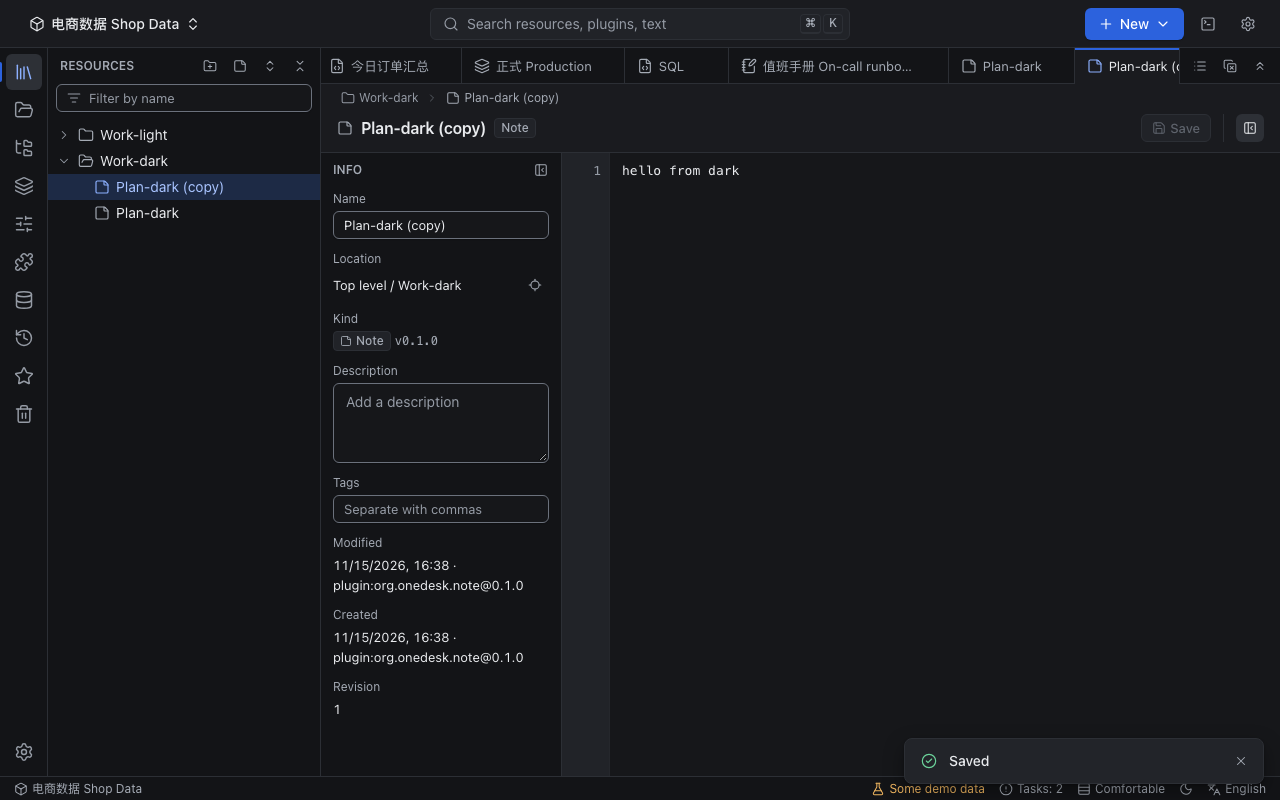 电商数据 Shop Data
Search resources, plugins, text
⌘ K
New
RESOURCES
Filter by name
Work-light
Work-dark
Plan-dark (copy)
Plan-dark
今日订单汇总
正式 Production
SQL
值班手册 On-call runbo...
Plan-dark
Plan-dark (c
Work-dark
Plan-dark (copy)
Plan-dark (copy)
Note
Save
INFO
Name
Plan-dark (copy)
Location
Top level / Work-dark
Kind
Note v0.1.0
Description
Add a description
Tags
Separate with commas
Modified
11/15/2026, 16:38 ·
plugin:org.onedesk.note@0.1.0
Created
11/15/2026, 16:38 ·
plugin:org.onedesk.note@0.1.0
Revision
1
1 hello from dark
Saved
电商数据 Shop Data
Some demo data
Tasks: 2
Comfortable
English